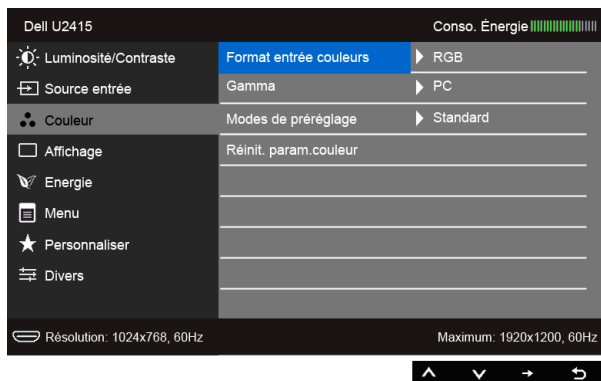 Dell U2415 Conso. Énergie
Luminosité/Contraste Format entrée couleurs RGB
Source entrée Gamma PC
Couleur Modes de préréglage Standard
Affichage Réinit. param.couleur
Energie
Menu
Personnaliser
Divers
Résolution: 1024x768, 60Hz Maximum: 1920x1200, 60Hz